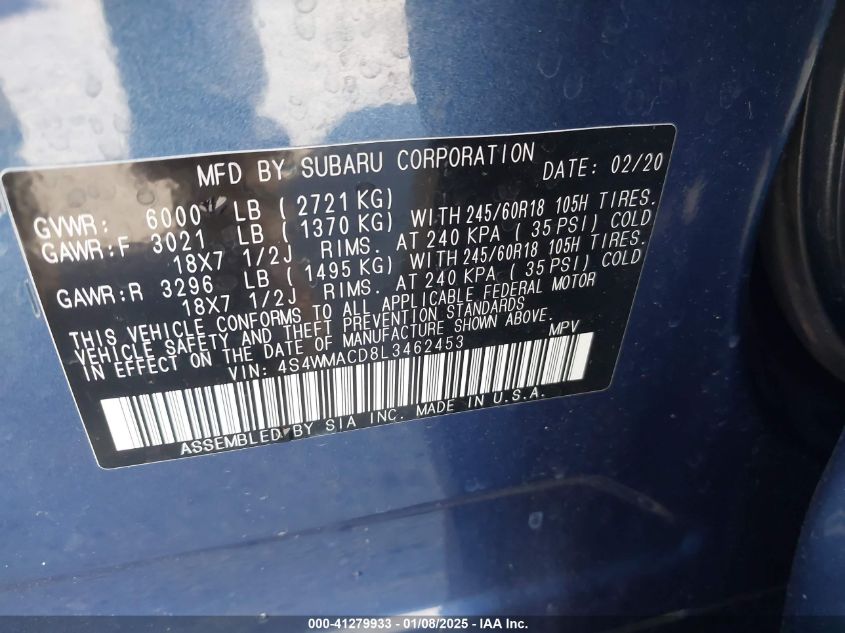 MFD BY SUBARU CORPORATION DATE: 02/20
GVWR: 6000 LB ( 2721 KG)
GAWR:F 3021 LB ( 1370 KG) WITH 245/60R18 105H TIRES.
18X7 1/2J RIMS. AT 240 KPA ( 35 PSI) COLD
GAWR:R 3296 LB ( 1495 KG) WITH 245/60R18 105H TIRES.
18X7 1/2J RIMS. AT 240 KPA ( 35 PSI) COLD
THIS VEHICLE CONFORMS TO ALL APPLICABLE FEDERAL MOTOR
VEHICLE SAFETY AND THEFT PREVENTION STANDARDS
IN EFFECT ON THE DATE OF MANUFACTURE SHOWN ABOVE.
VIN: 4S4WMACD8L3462453 MPV
ASSEMBLED BY SIA INC. MADE IN U.S.A.
000-41279933 - 01/08/2025 - IAA Inc.